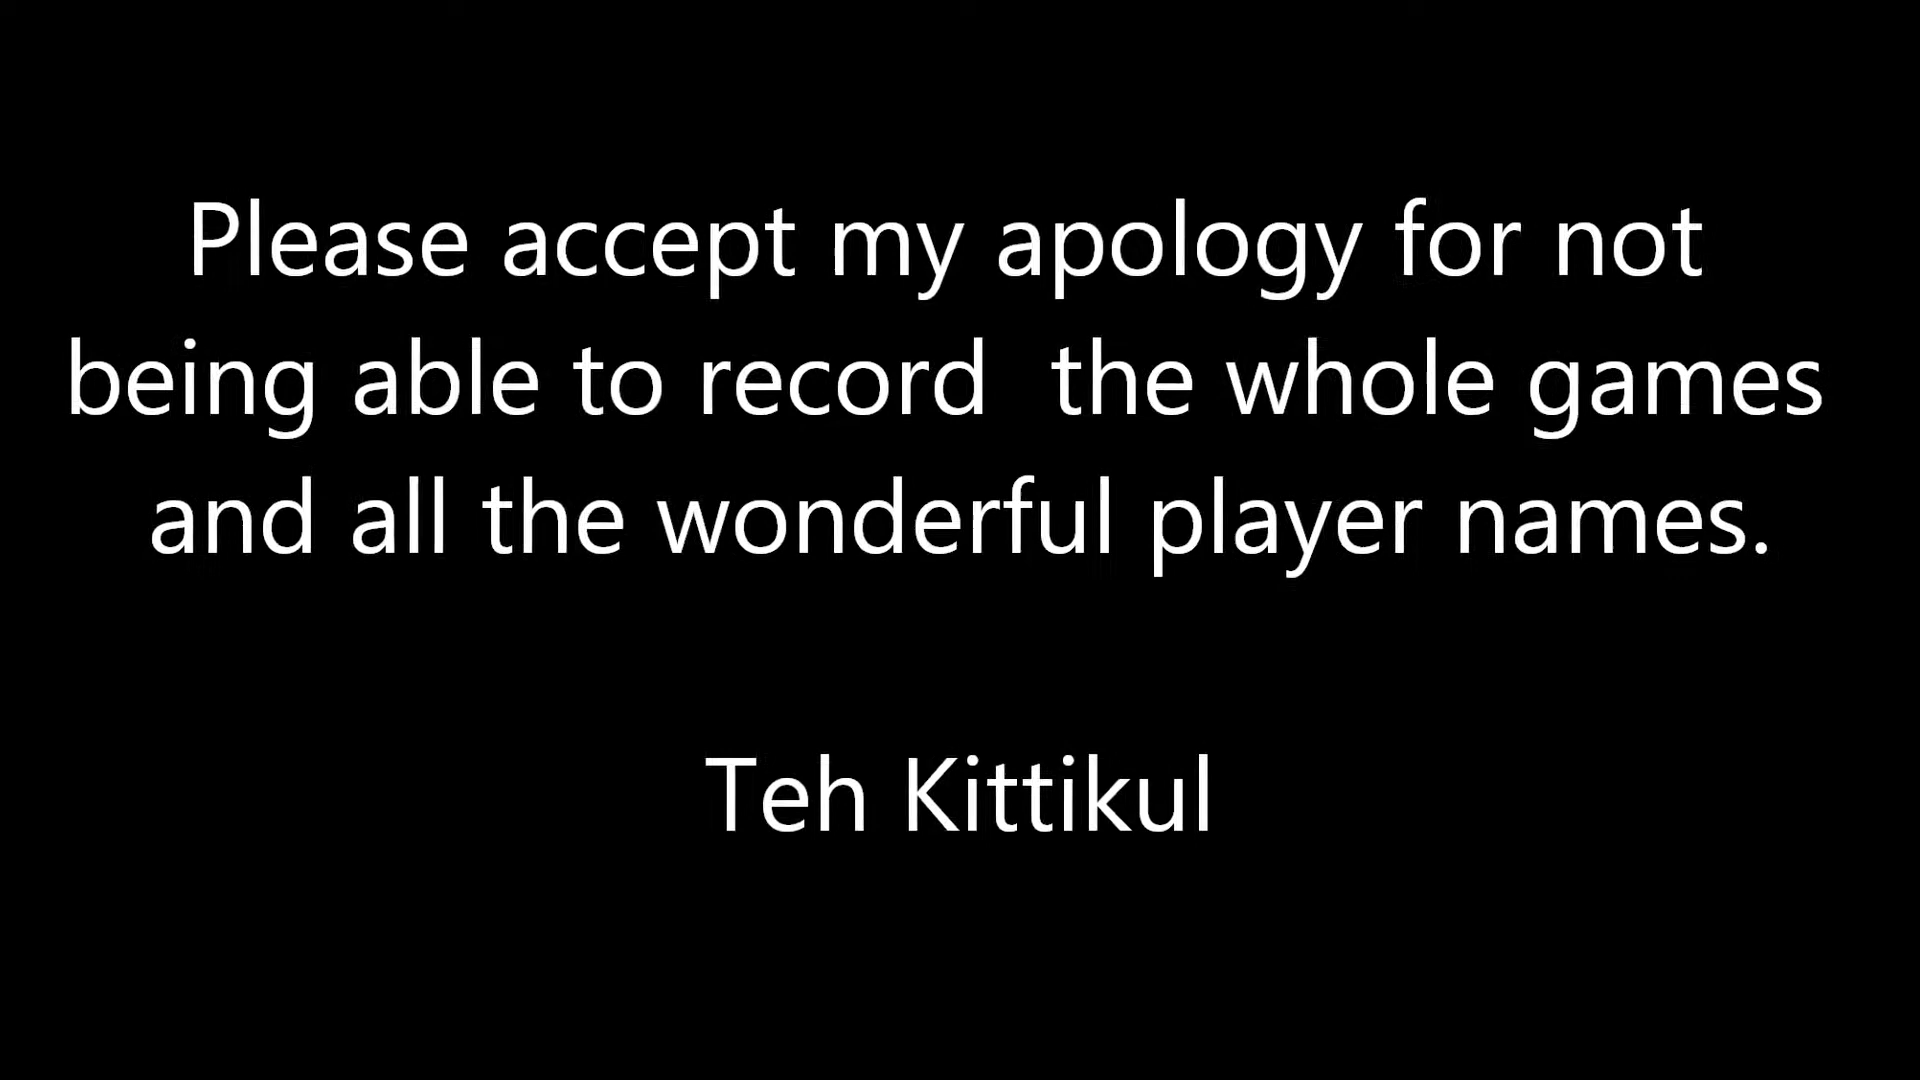 Please accept my apology for not
being able to record  the whole games
and all the wonderful player names.
Teh Kittikul